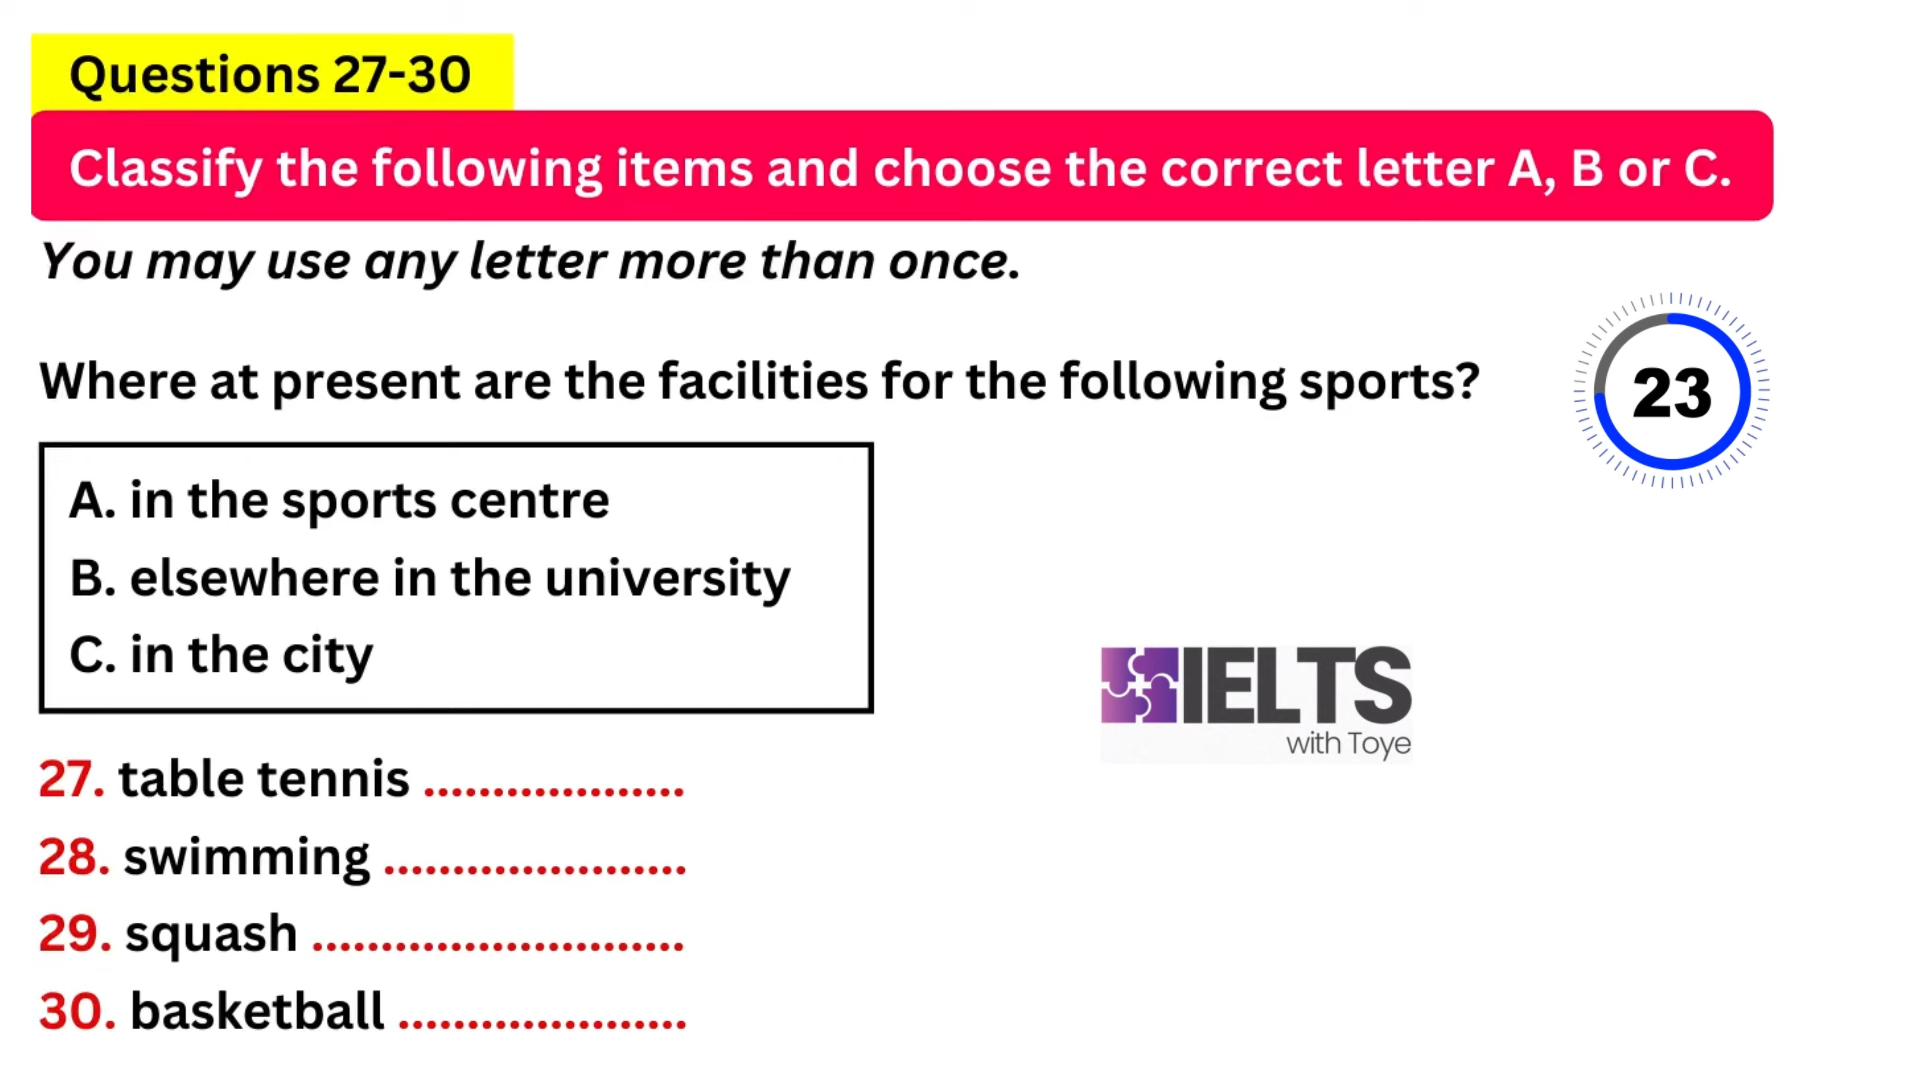 Questions 27-30
Classify the following items and choose the correct letter A, B or C.
You may use any letter more than once.
Where at present are the facilities for the following sports?
23
A. in the sports centre
B. elsewhere in the university
C. in the city
IELTS
with Toye
27. table tennis ...................
28. swimming ......................
29. squash ...........................
30. basketball .....................